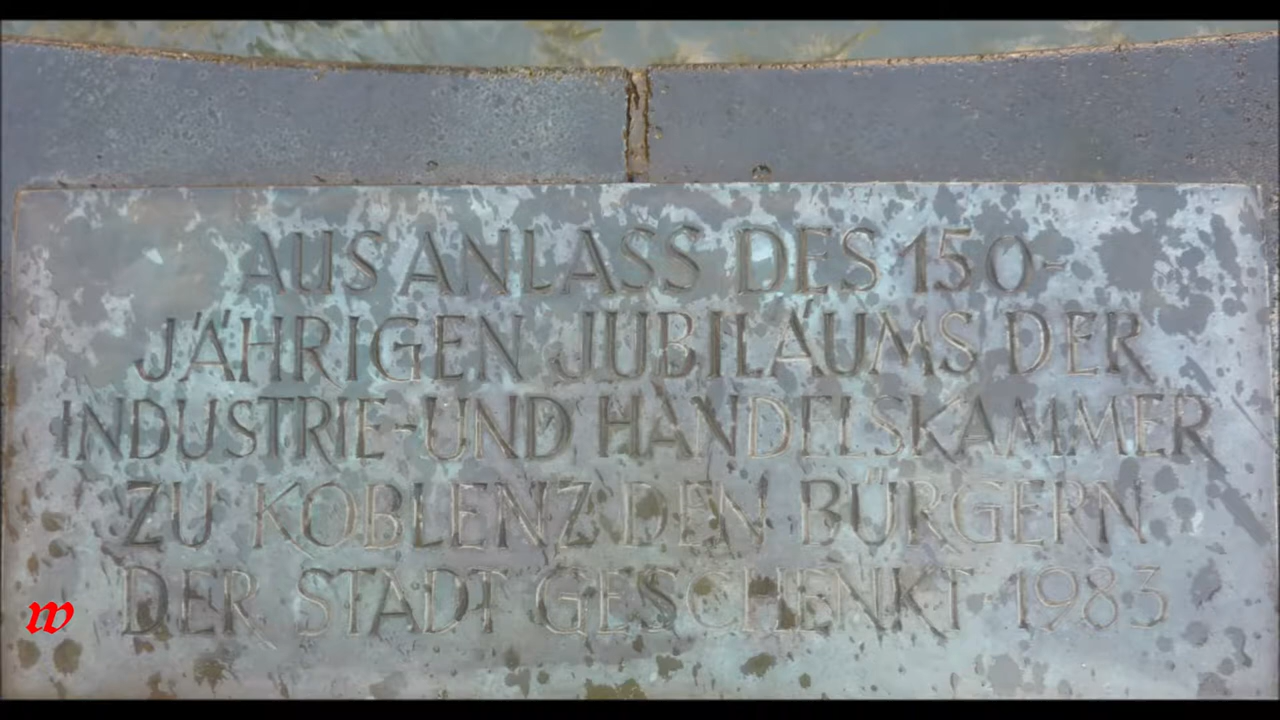 AUS ANLASS DES 150-
JÄHRIGEN JUBILÄUMS DER
INDUSTRIE-UND HANDELSKAMMER
ZU KOBLENZ DEN BÜRGERN
DER STADT GESCHENKT 1983
w